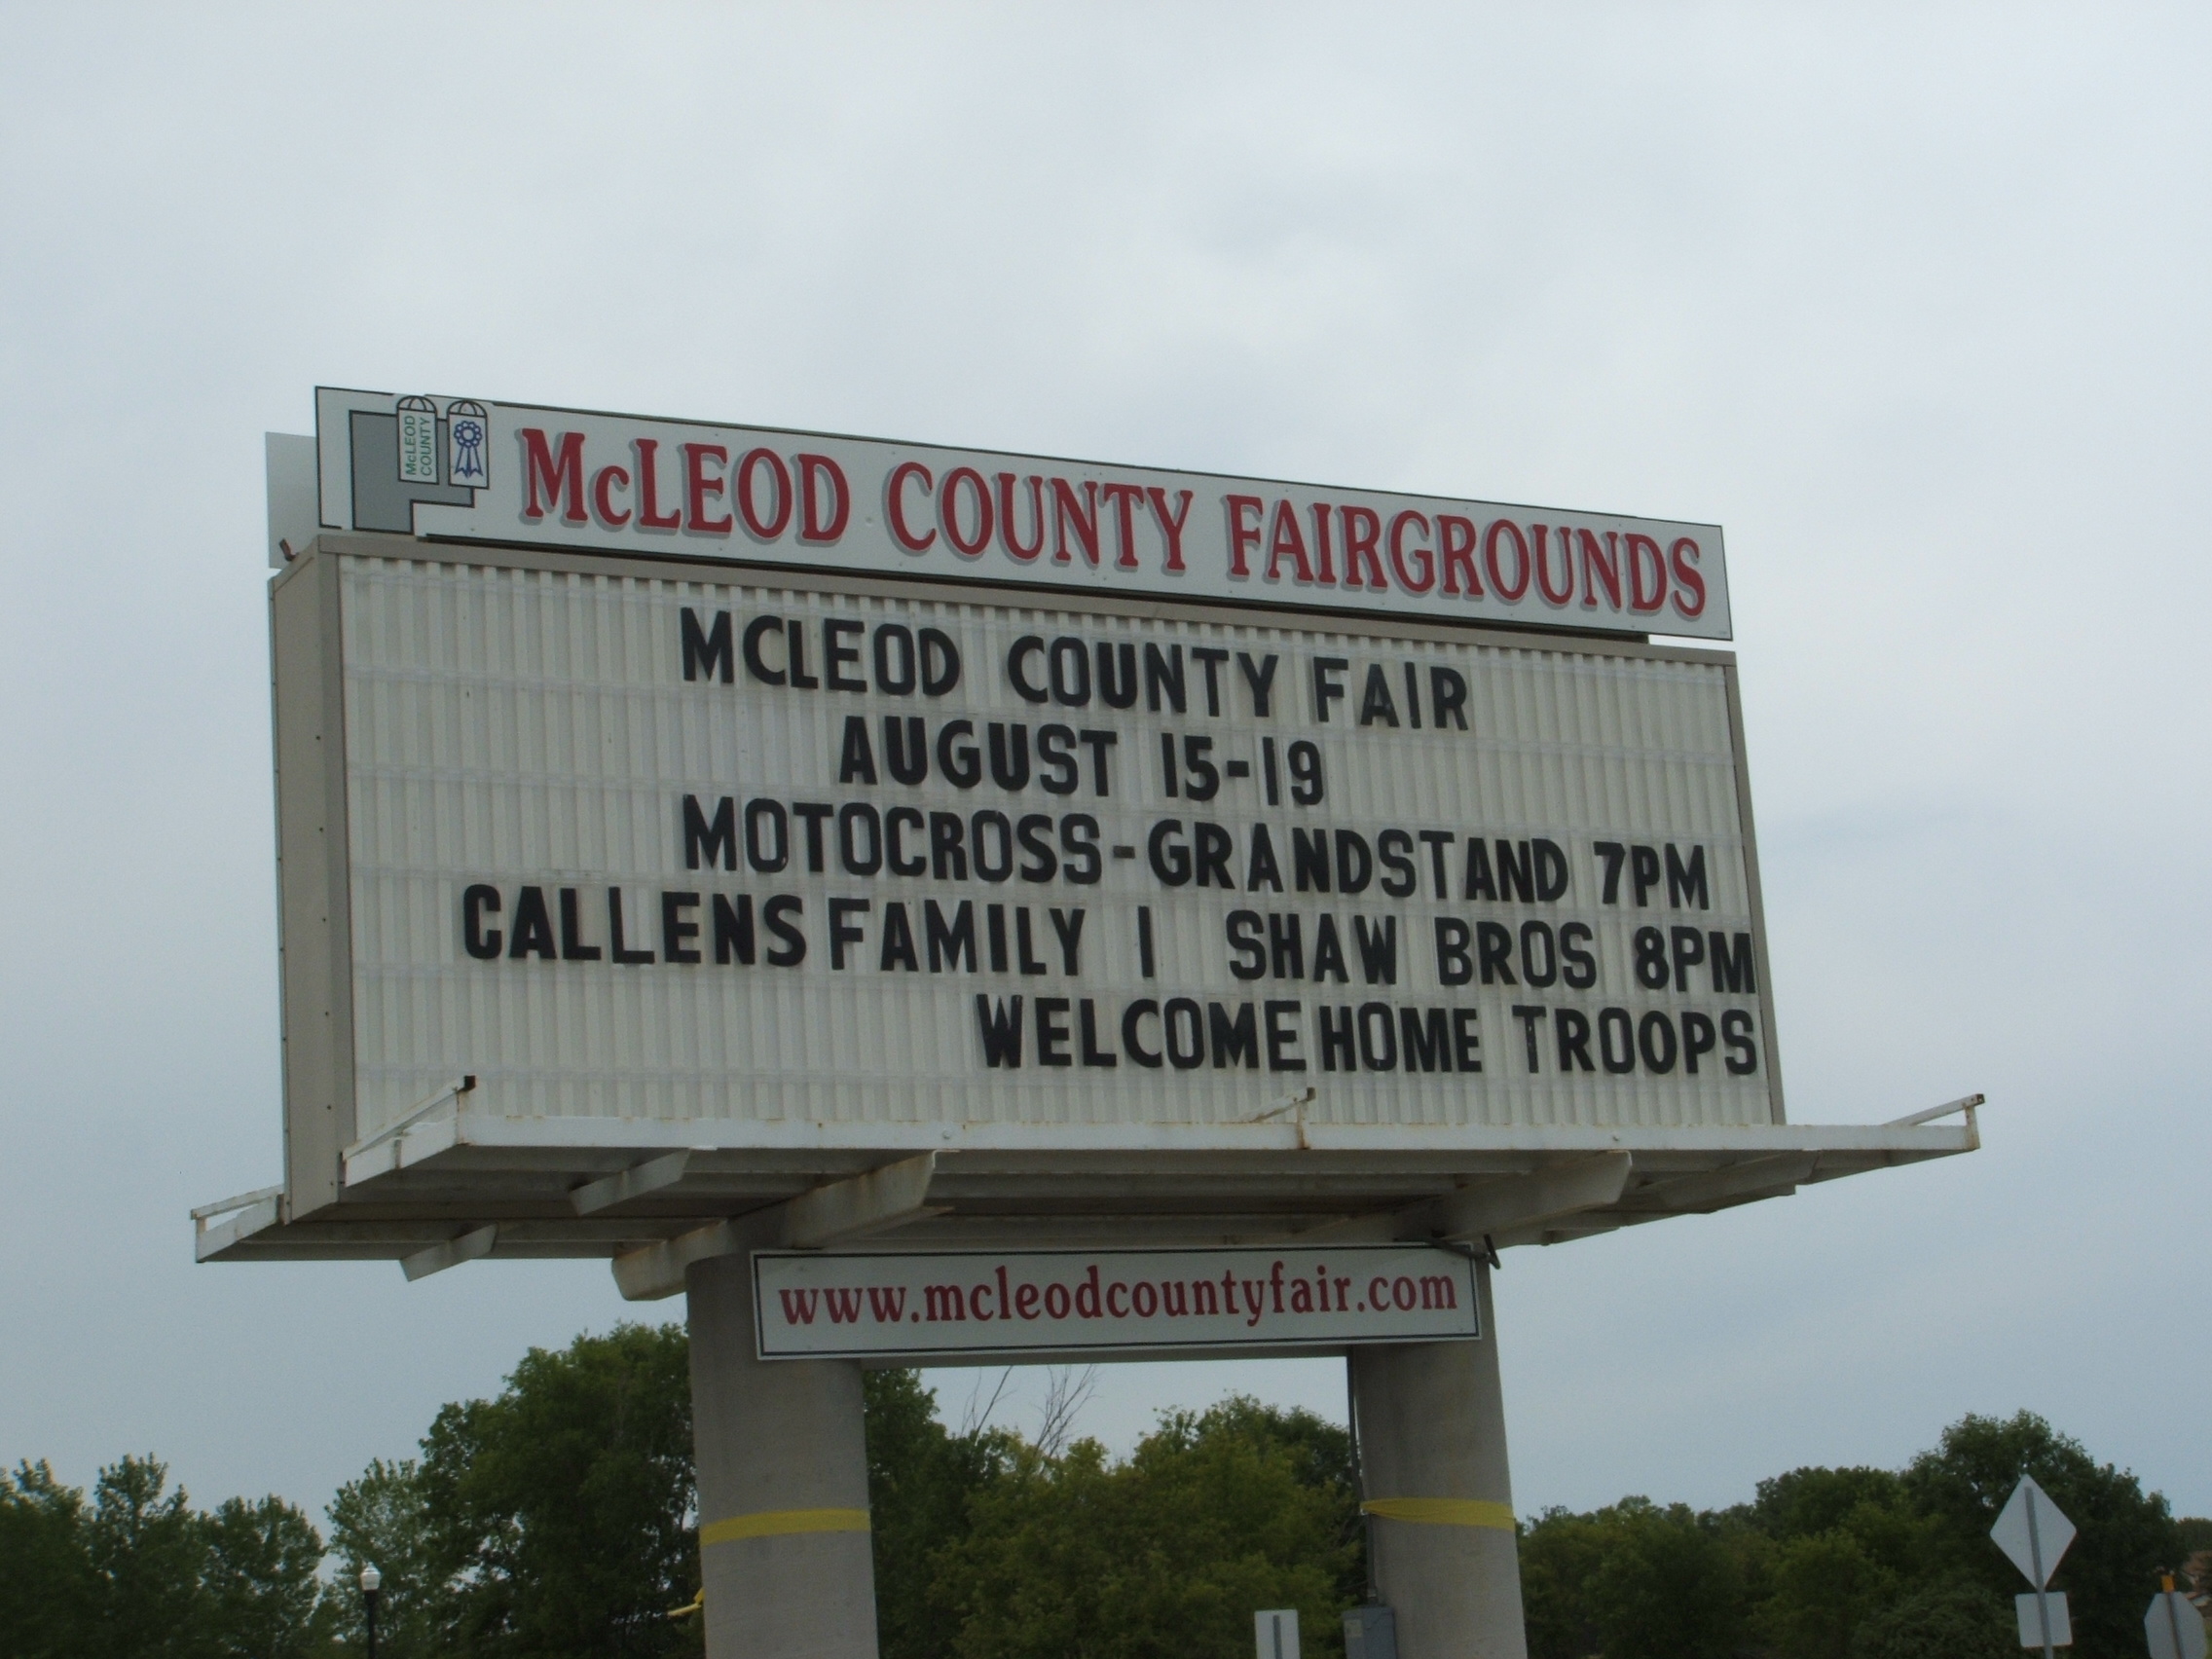 McLEOD
COUNTY
McLEOD COUNTY FAIRGROUNDS
MCLEOD COUNTY FAIR
AUGUST 15-19
MOTOCROSS-GRANDSTAND 7PM
CALLENS FAMILY | SHAW BROS 8PM
WELCOME HOME TROOPS
www.mcleodcountyfair.com